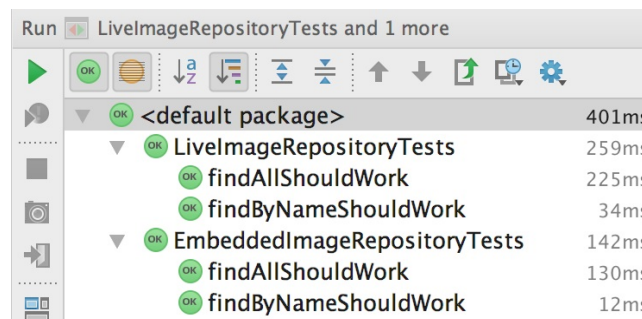 Run LiveImageRepositoryTests and 1 more
OK a z
OK <default package> 401ms
OK LiveImageRepositoryTests 259ms
OK findAllShouldWork 225ms
OK findByNameShouldWork 34ms
OK EmbeddedImageRepositoryTests 142ms
OK findAllShouldWork 130ms
OK findByNameShouldWork 12ms